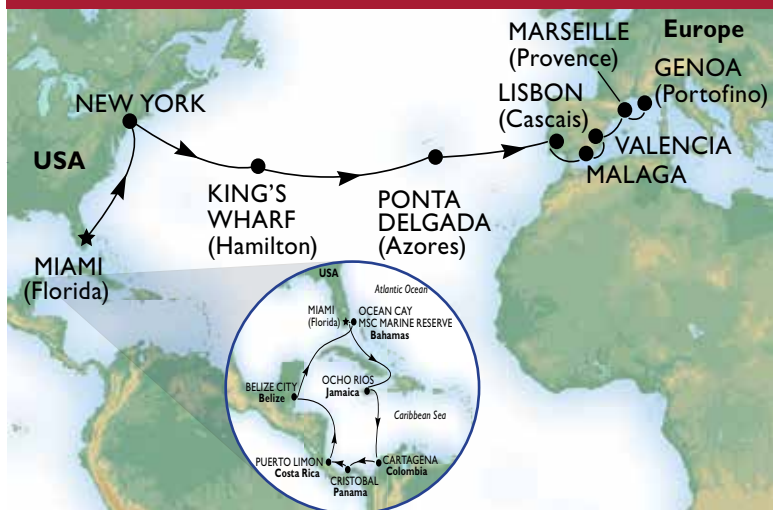 MARSEILLE
(Provence)
Europe
GENOA
(Portofino)
LISBON
(Cascais)
VALENCIA
MALAGA
NEW YORK
USA
KING'S
WHARF
(Hamilton)
PONTA
DELGADA
(Azores)
MIAMI
(Florida)
USA
Atlantic Ocean
MIAMI
(Florida)
OCEAN CAY
MSC MARINE RESERVE
Bahamas
BELIZE CITY
Belize
OCHO RIOS
Jamaica
Caribbean Sea
PUERTO LIMON
Costa Rica
CARTAGENA
Colombia
CRISTOBAL
Panama